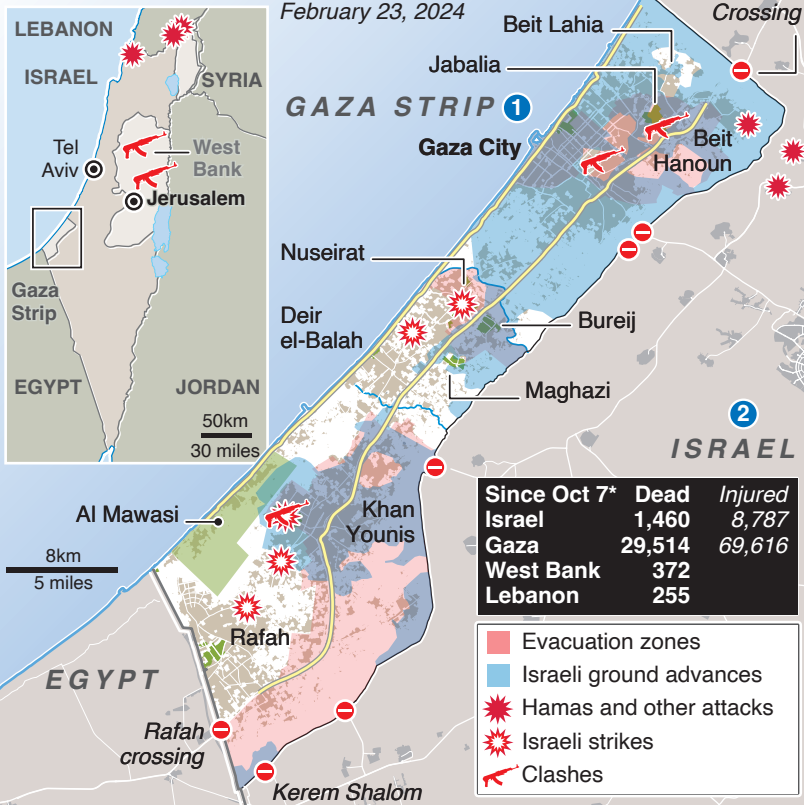 February 23, 2024
Crossing
Beit Lahia
Jabalia
GAZA STRIP 1
Gaza City
Beit
Hanoun
LEBANON
ISRAEL
SYRIA
Tel
Aviv
West
Bank
Jerusalem
Gaza
Strip
EGYPT
JORDAN
50km
30 miles
Nuseirat
Deir
el-Balah
Bureij
Maghazi
2
ISRAEL
Al Mawasi
Khan
Younis
8km
5 miles
Rafah
EGYPT
Rafah
crossing
Kerem Shalom
Since Oct 7* Dead Injured
Israel 1,460 8,787
Gaza 29,514 69,616
West Bank 372
Lebanon 255
Evacuation zones
Israeli ground advances
Hamas and other attacks
Israeli strikes
Clashes